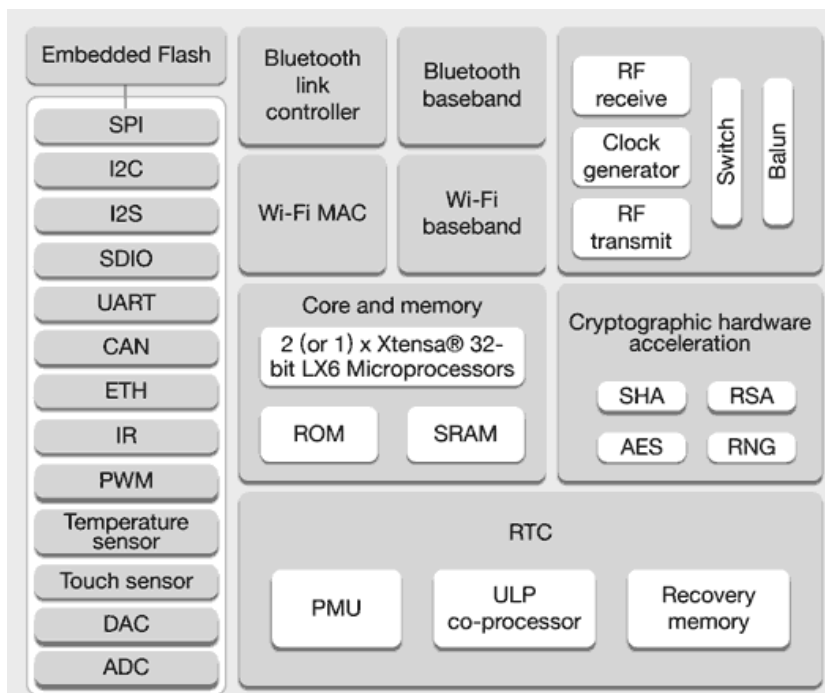 Embedded Flash
SPI
I2C
I2S
SDIO
UART
CAN
ETH
IR
PWM
Temperature
sensor
Touch sensor
DAC
ADC
Bluetooth
link
controller
Bluetooth
baseband
Wi-Fi MAC
Wi-Fi
baseband
RF
receive
Clock
generator
RF
transmit
Switch
Balun
Core and memory
2 (or 1) x Xtensa® 32-
bit LX6 Microprocessors
ROM
SRAM
Cryptographic hardware
acceleration
SHA
RSA
AES
RNG
RTC
PMU
ULP
co-processor
Recovery
memory